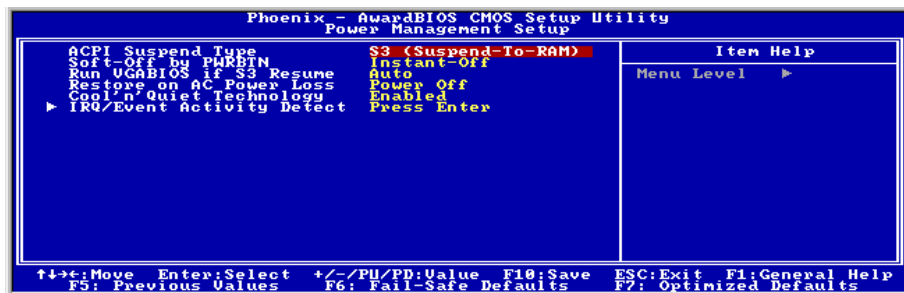 Phoenix - AwardBIOS CMOS Setup Utility
Power Management Setup
ACPI Suspend Type S3 (Suspend-To-RAM)
Soft-Off by PWRBTN Instant-Off
Run VGABIOS if S3 Resume Auto
Restore on AC Power Loss Power Off
Cool'n'Quiet Technology Enabled
► IRQ/Event Activity Detect Press Enter
Item Help
Menu Level ►
↑↓→←:Move Enter:Select +/-/PU/PD:Value F10:Save ESC:Exit F1:General Help
F5: Previous Values F6: Fail-Safe Defaults F7: Optimized Defaults